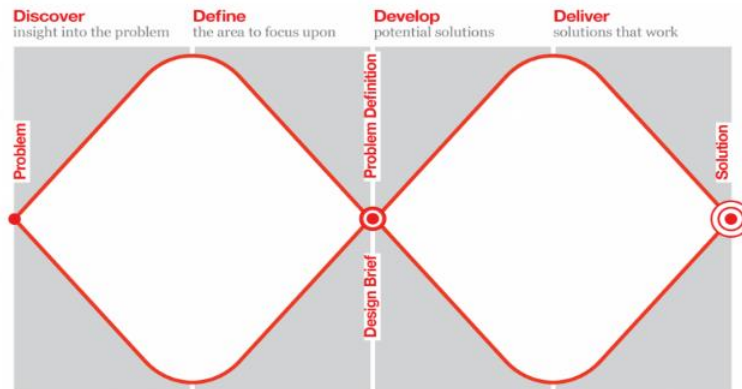 Discover
insight into the problem
Define
the area to focus upon
Develop
potential solutions
Deliver
solutions that work
Problem
Problem Definition
Design Brief
Solution